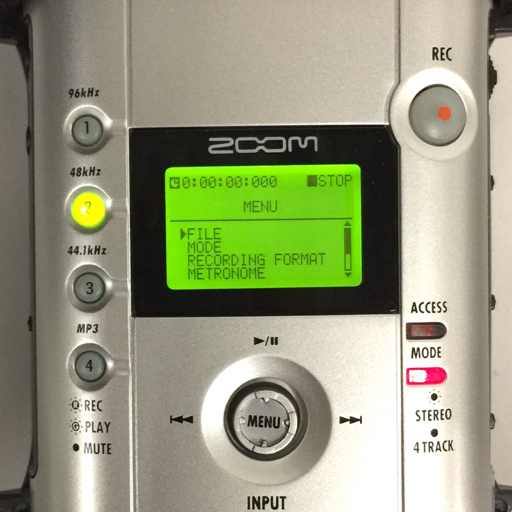 REC
96kHz
1
ZOOM
48kHz
2
0:00:00:000 STOP
MENU
FILE
MODE
RECORDING FORMAT
METRONOME
44.1kHz
3
ACCESS
MP3
MODE
4
REC
PLAY
MUTE
MENU
STEREO
4 TRACK
INPUT